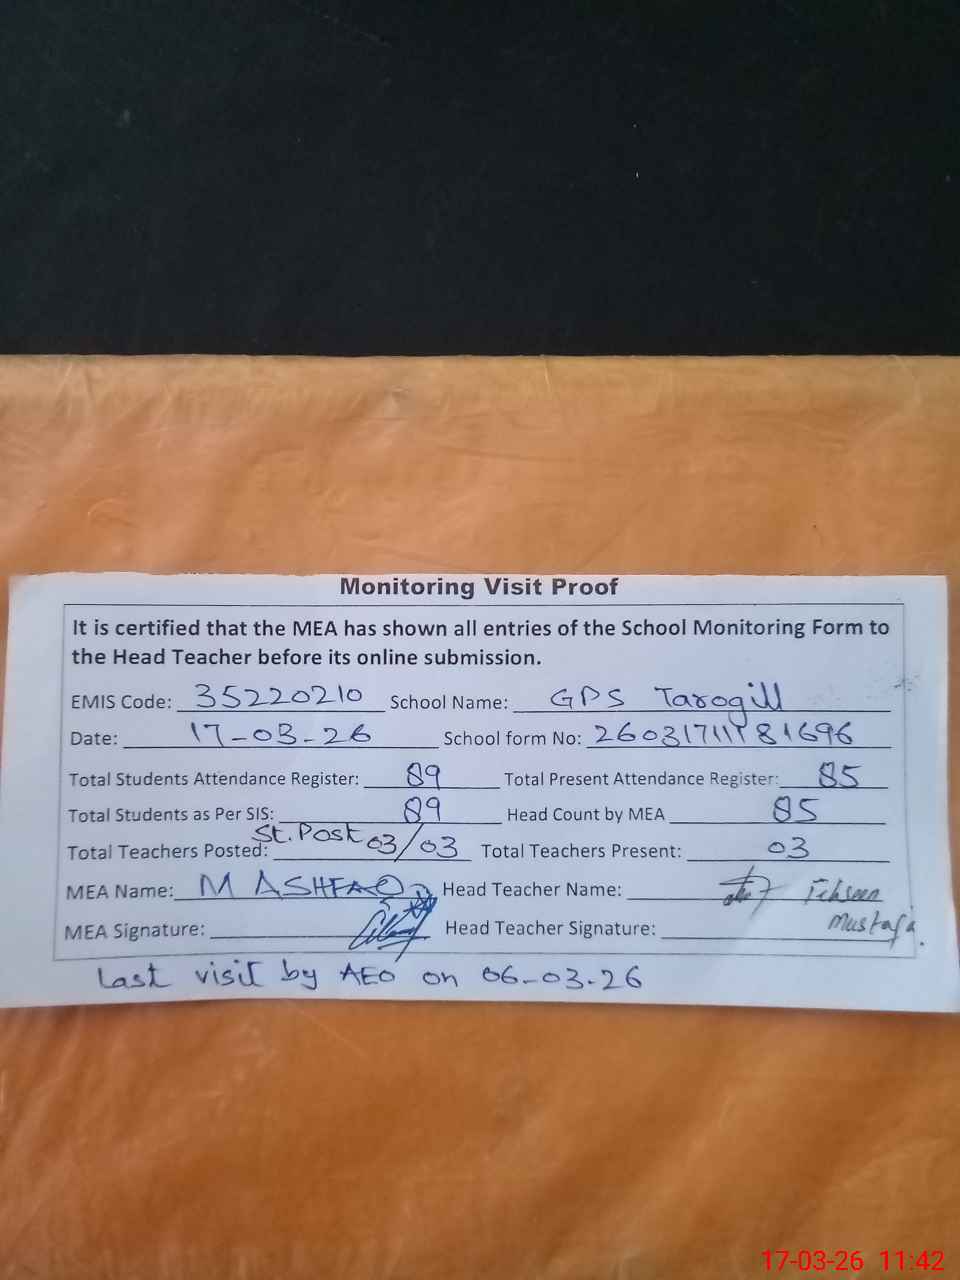 Monitoring Visit Proof
It is certified that the MEA has shown all entries of the School Monitoring Form to
the Head Teacher before its online submission.
EMIS Code: 35220210 School Name: GPS Tarogill
Date: 17-03-26 School form No: 26031711181696
Total Students Attendance Register: 89 Total Present Attendance Register: 85
Total Students as Per SIS: 89 Head Count by MEA 85
Total Teachers Posted: St. Post 03/03 Total Teachers Present: 03
MEA Name: M ASHFAQ Head Teacher Name: Tehseen
MEA Signature: Head Teacher Signature: Mustafa
Last visit by AEO on 06-03-26
17-03-26 11:42